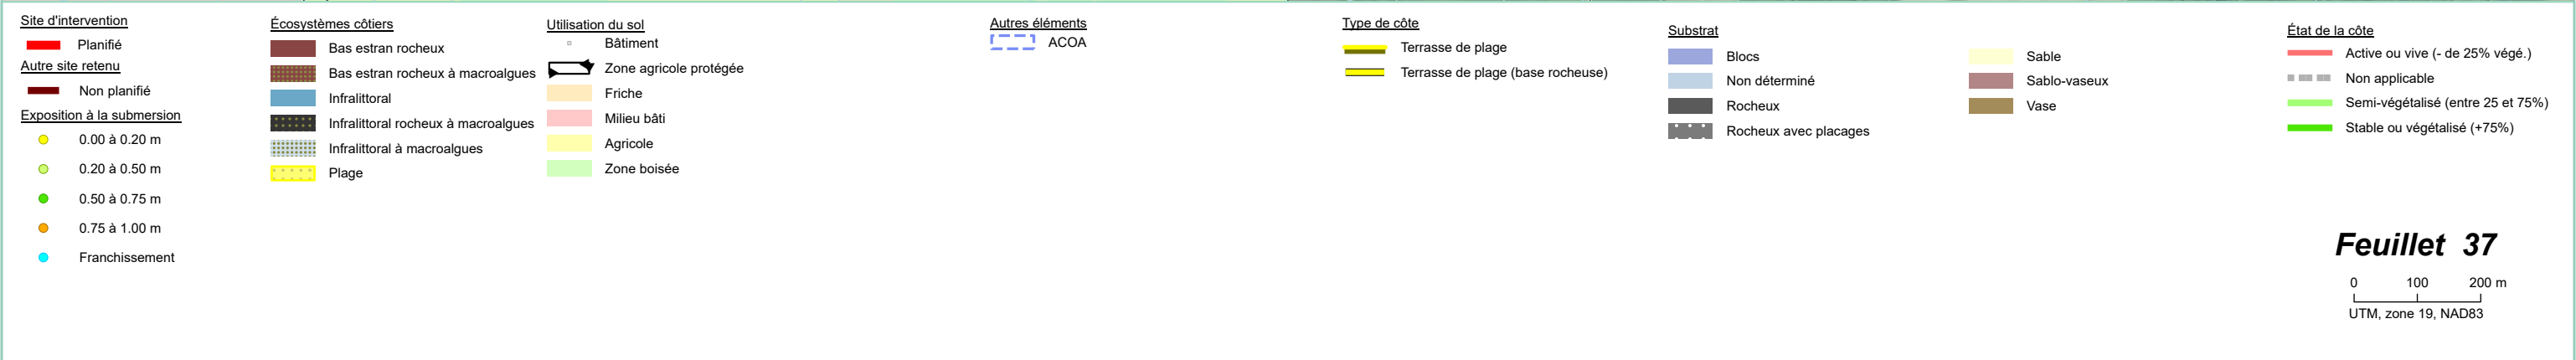 Site d'intervention
Planifié
Autre site retenu
Non planifié
Exposition à la submersion
0.00 à 0.20 m
0.20 à 0.50 m
0.50 à 0.75 m
0.75 à 1.00 m
Franchissement
Écosystèmes côtiers
Bas estran rocheux
Bas estran rocheux à macroalgues
Infralittoral
Infralittoral rocheux à macroalgues
Infralittoral à macroalgues
Plage
Utilisation du sol
Bâtiment
Zone agricole protégée
Friche
Milieu bâti
Agricole
Zone boisée
Autres éléments
ACOA
Type de côte
Terrasse de plage
Terrasse de plage (base rocheuse)
Substrat
Blocs
Non déterminé
Rocheux
Rocheux avec placages
Sable
Sablo-vaseux
Vase
État de la côte
Active ou vive (- de 25% végé.)
Non applicable
Semi-végétalisé (entre 25 et 75%)
Stable ou végétalisé (+75%)
Feuillet 37
0 100 200 m
UTM, zone 19, NAD83